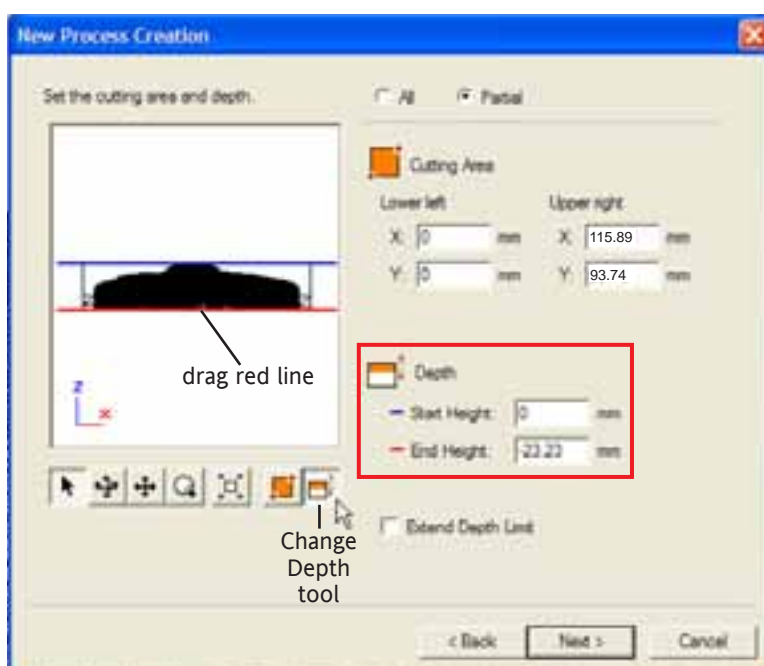 New Process Creation
Set the cutting area and depth.
All Partial
Cutting Area
Lower left Upper right
X: 0 mm X: 115.89 mm
Y: 0 mm Y: 93.74 mm
drag red line
z
x
Depth
Start Height: 0 mm
End Height: -23.23 mm
Change
Depth
tool
Extend Depth Limit
< Back Next > Cancel